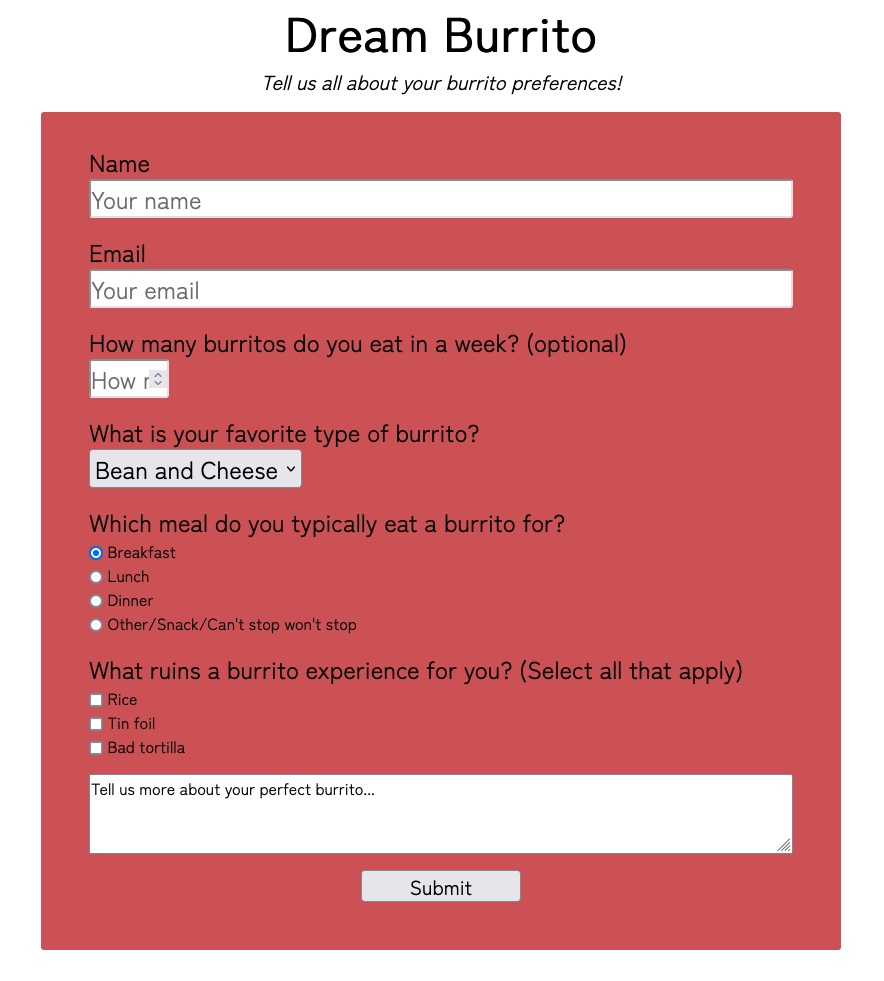 Dream Burrito
Tell us all about your burrito preferences!
Name
Your name
Email
Your email
How many burritos do you eat in a week? (optional)
How r
What is your favorite type of burrito?
Bean and Cheese
Which meal do you typically eat a burrito for?
Breakfast
Lunch
Dinner
Other/Snack/Can't stop won't stop
What ruins a burrito experience for you? (Select all that apply)
Rice
Tin foil
Bad tortilla
Tell us more about your perfect burrito...
Submit